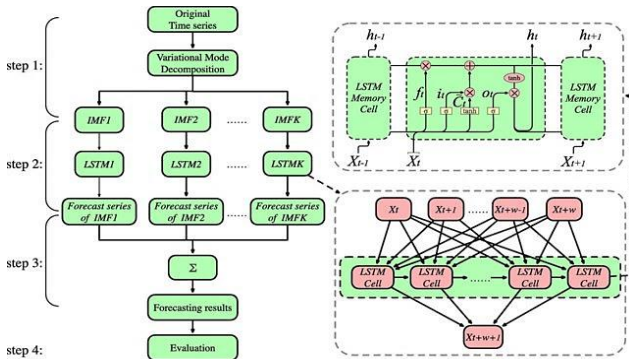 Original
Time series
step 1:
Variational Mode
Decomposition
IMF1
IMF2
......
IMFK
step 2:
LSTM1
LSTM2
......
LSTMK
Forecast series
of IMF1
Forecast series
of IMF2
......
Forecast series
of IMFK
step 3:
Σ
Forecasting results
step 4:
Evaluation
ht-1
ht
ht+1
LSTM
Memory
Cell
ft
it
C̃t
ot
tanh
σ
σ
tanh
σ
LSTM
Memory
Cell
Xt-1
Xt
Xt+1
Xt
Xt+1
......
Xt+w-1
Xt+w
LSTM
Cell
LSTM
Cell
......
LSTM
Cell
LSTM
Cell
Xt+w+1